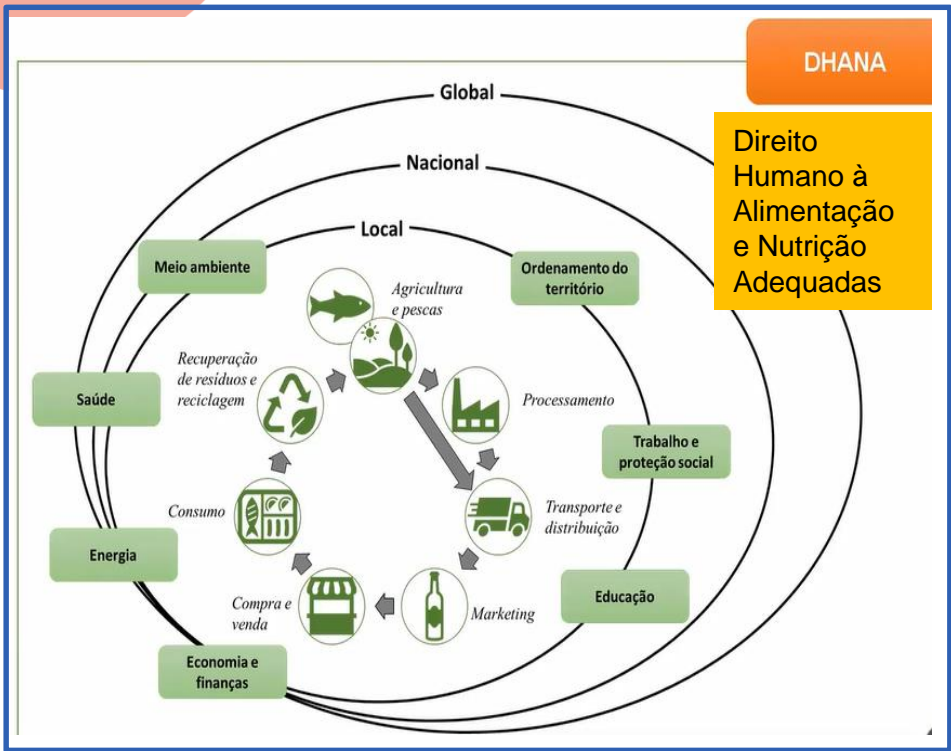 DHANA
Direito
Humano à
Alimentação
e Nutrição
Adequadas
Global
Nacional
Local
Meio ambiente
Ordenamento do
território
Agricultura
e pescas
Recuperação
de resíduos e
reciclagem
Saúde
Processamento
Trabalho e
proteção social
Consumo
Transporte e
distribuição
Energia
Compra e
venda
Marketing
Educação
Economia e
finanças